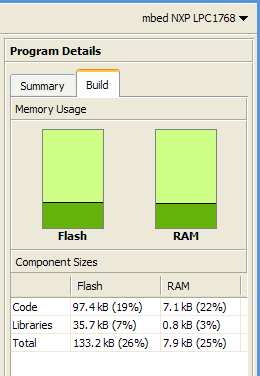 mbed NXP LPC1768
Program Details
Summary Build
Memory Usage
Flash RAM
Component Sizes
Flash RAM
Code 97.4 kB (19%) 7.1 kB (22%)
Libraries 35.7 kB (7%) 0.8 kB (3%)
Total 133.2 kB (26%) 7.9 kB (25%)